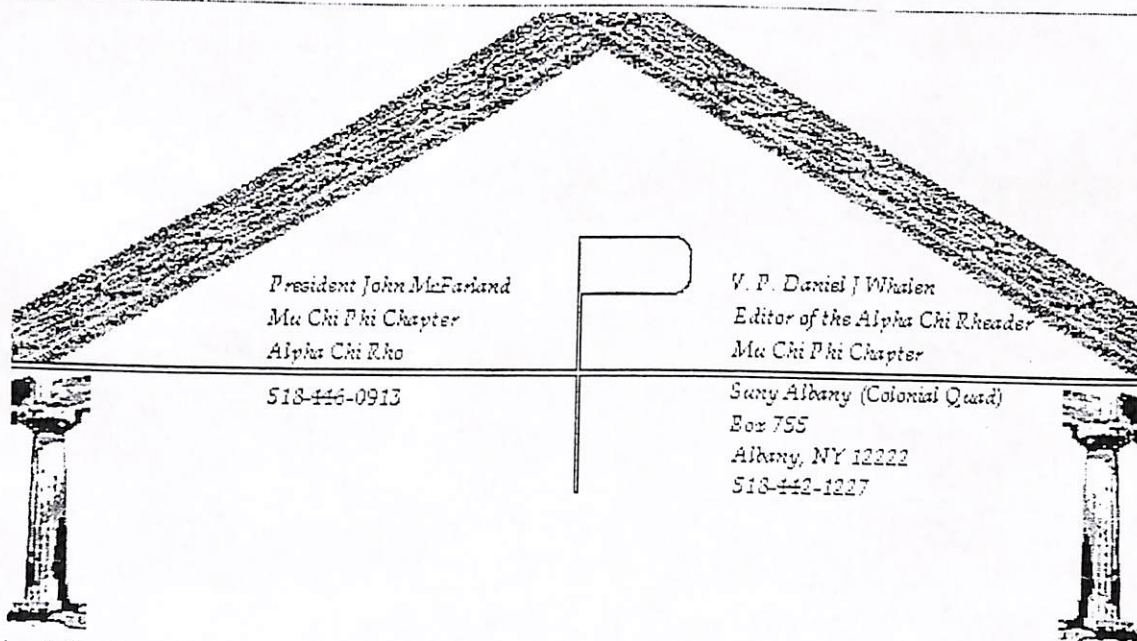 President John McFarland
Mu Chi Phi Chapter
Alpha Chi Rho
518-446-0913
V. P. Daniel J Whalen
Editor of the Alpha Chi Rheader
Mu Chi Phi Chapter
Suny Albany (Colonial Quad)
Box 755
Albany, NY 12222
518-442-1227